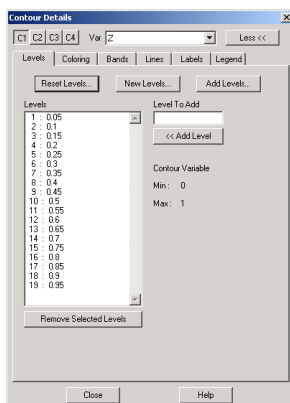 Contour Details
C1 C2 C3 C4 Var Z Less <<
Levels Coloring Bands Lines Labels Legend
Reset Levels... New Levels... Add Levels...
Levels Level To Add
1 : 0.05
2 : 0.1
3 : 0.15
<< Add Level
4 : 0.2
5 : 0.25
6 : 0.3
Contour Variable
7 : 0.35
8 : 0.4
Min : 0
9 : 0.45
10 : 0.5
Max : 1
11 : 0.55
12 : 0.6
13 : 0.65
14 : 0.7
15 : 0.75
16 : 0.8
17 : 0.85
18 : 0.9
19 : 0.95
Remove Selected Levels
Close Help